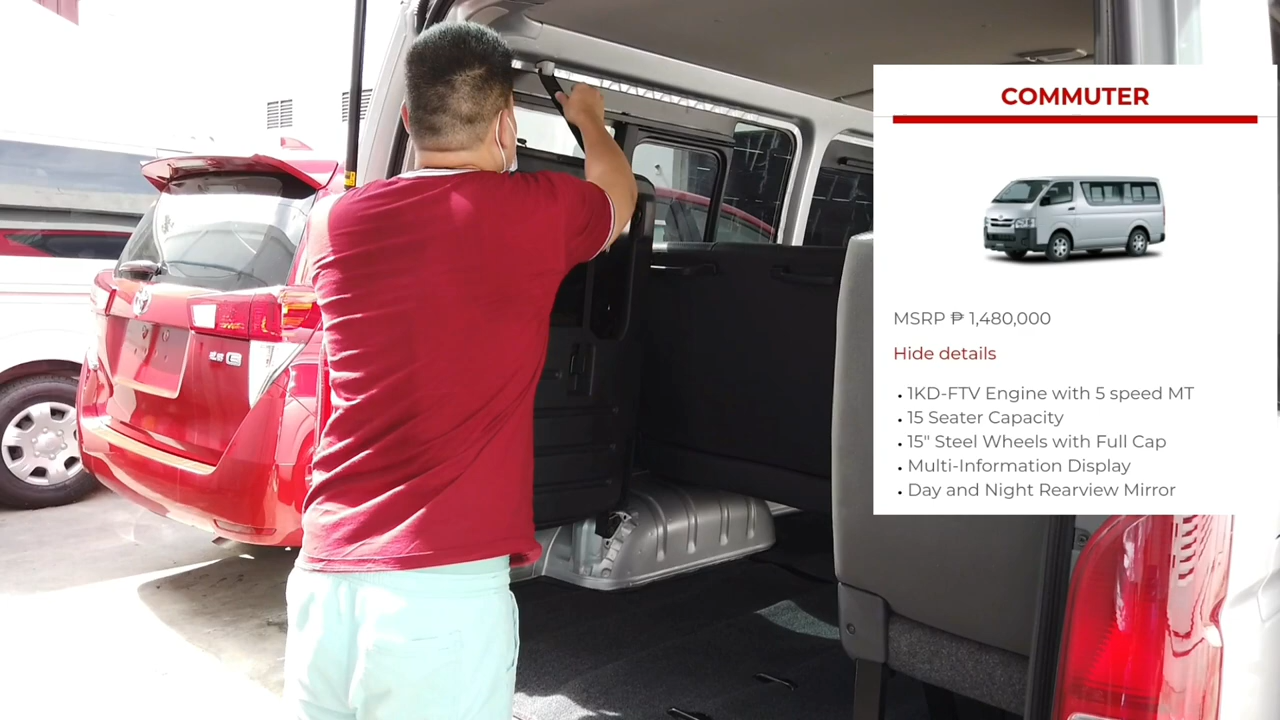 COMMUTER
MSRP ₱ 1,480,000
Hide details
• 1KD-FTV Engine with 5 speed MT
• 15 Seater Capacity
• 15" Steel Wheels with Full Cap
• Multi-Information Display
• Day and Night Rearview Mirror